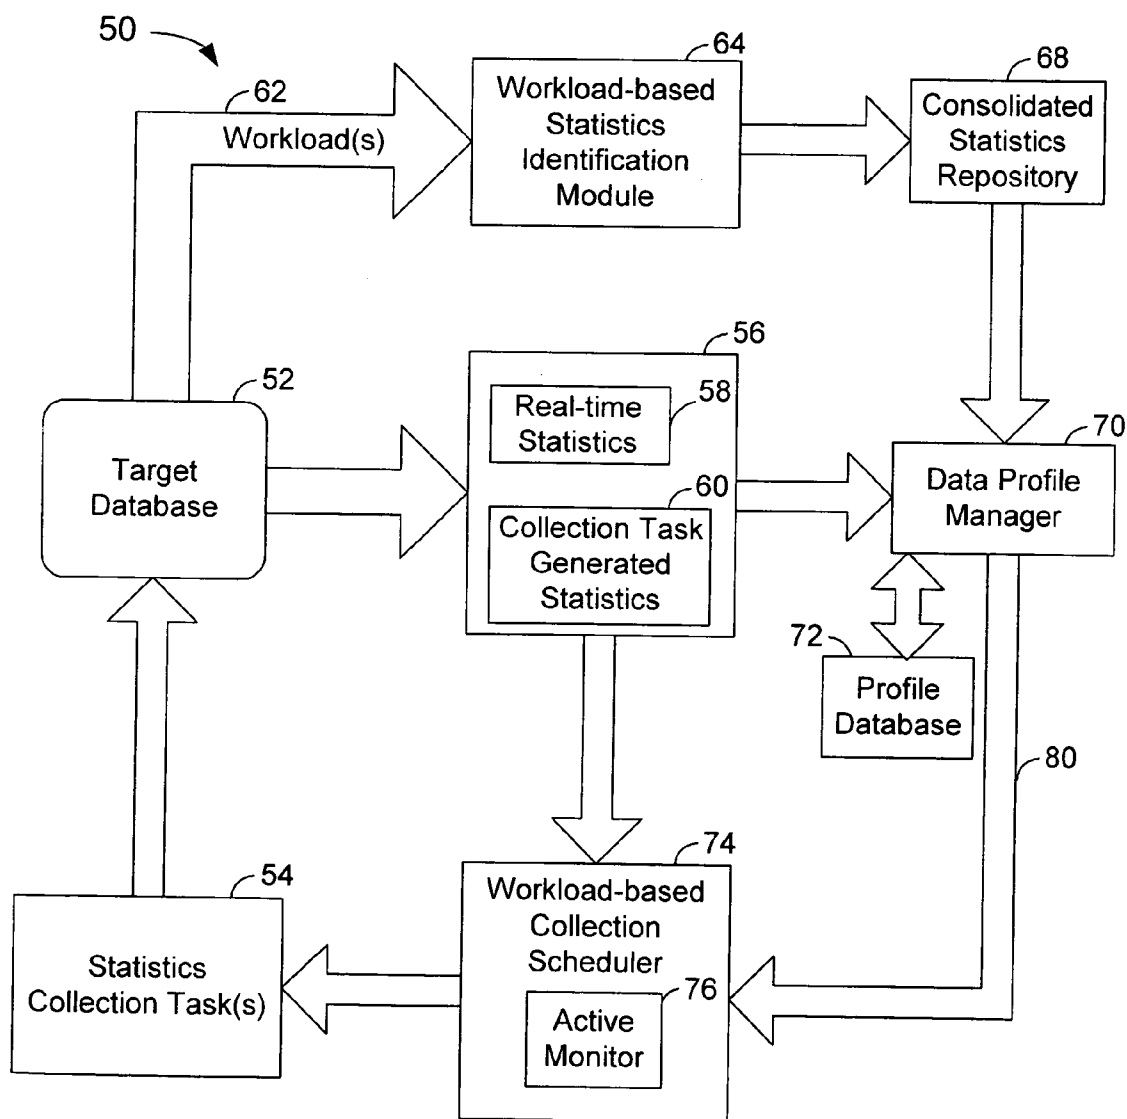 50
62
Workload(s)
64
Workload-based
Statistics
Identification
Module
68
Consolidated
Statistics
Repository
52
Target
Database
56
58
Real-time
Statistics
60
Collection Task
Generated
Statistics
70
Data Profile
Manager
72
Profile
Database
80
54
Statistics
Collection Task(s)
74
Workload-based
Collection
Scheduler
76
Active
Monitor